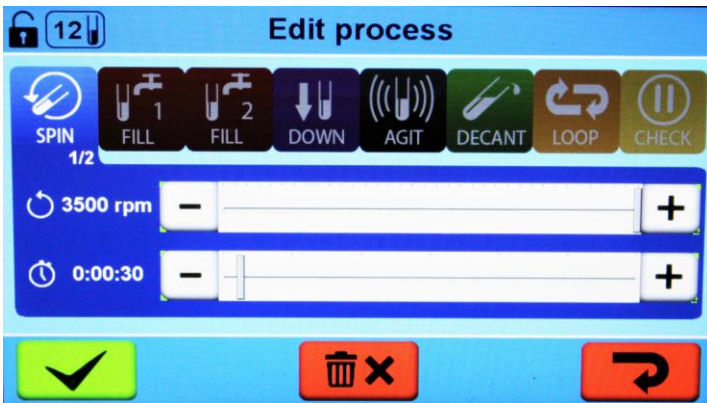 12 Edit process
SPIN
1/2
1
FILL
2
FILL
DOWN
AGIT
DECANT
LOOP
CHECK
3500 rpm - +
0:00:30 - +